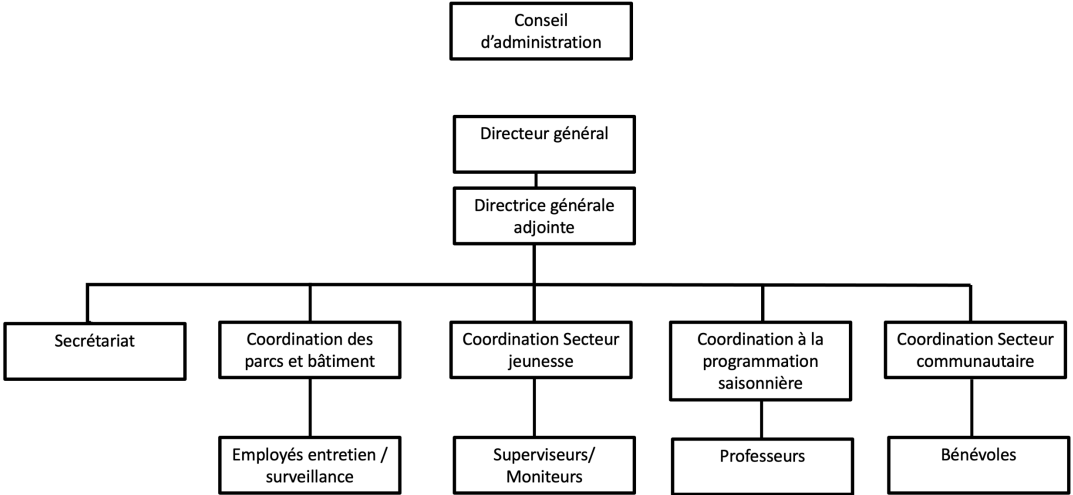 Conseil
d’administration
Directeur général
Directrice générale
adjointe
Secrétariat
Coordination des
parcs et bâtiment
Coordination Secteur
jeunesse
Coordination à la
programmation
saisonnière
Coordination Secteur
communautaire
Employés entretien /
surveillance
Superviseurs/
Moniteurs
Professeurs
Bénévoles